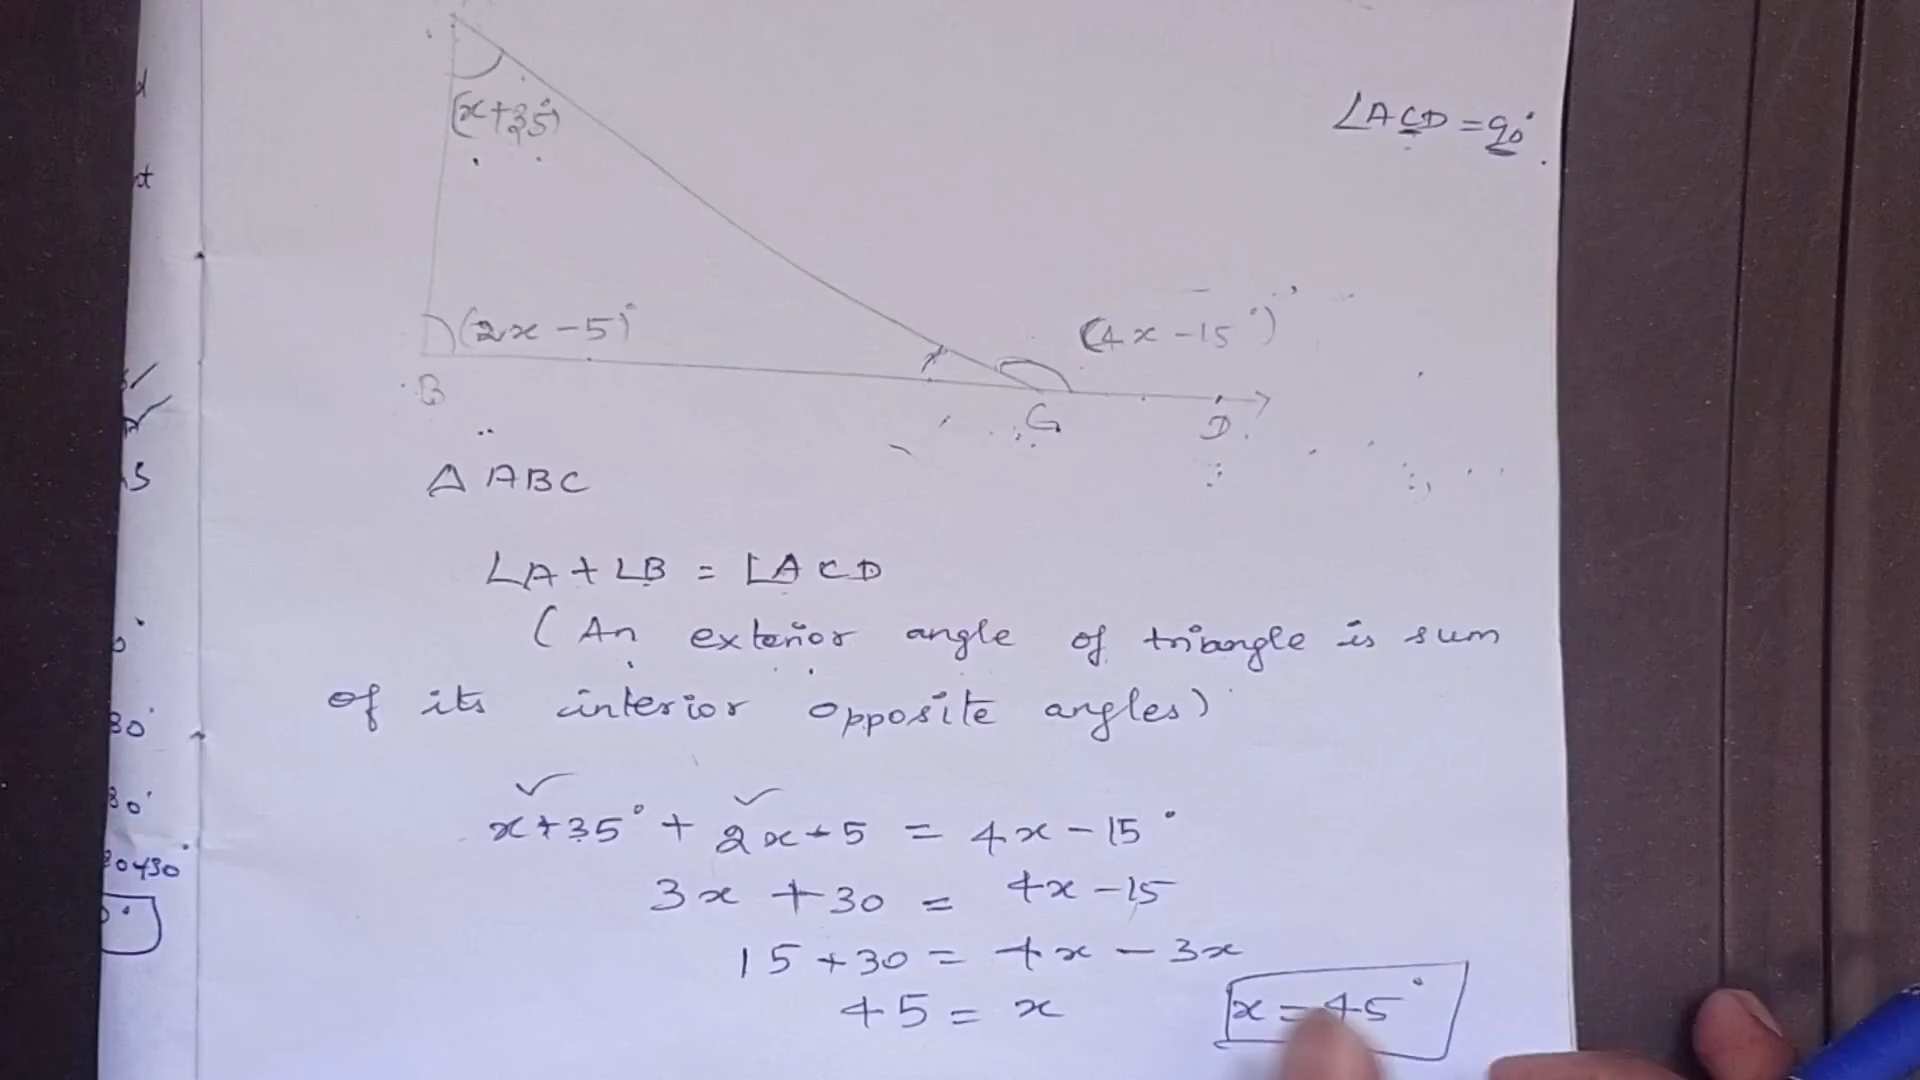 (x+35°)
∠ACD = 90°
(2x-5)°
(4x-15°)
B
C
D
△ ABC
∠A + ∠B = ∠ACD
(An exterior angle of triangle is sum
of its interior opposite angles)
x+35° + 2x-5 = 4x-15°
3x + 30 = 4x-15
15+30 = 4x-3x
45 = x
x=45°